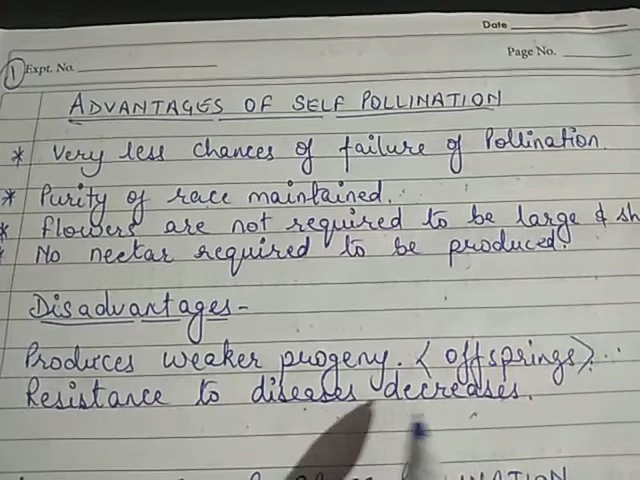 Date
Page No.
1 Expt. No.
ADVANTAGES OF SELF POLLINATION
* Very less chances of failure of Pollination.
* Purity of race maintained.
* Flowers are not required to be large & sh
* No nectar required to be produced.
Disadvantages -
Produces weaker progeny. < offsprings >.
Resistance to diseases decreases.